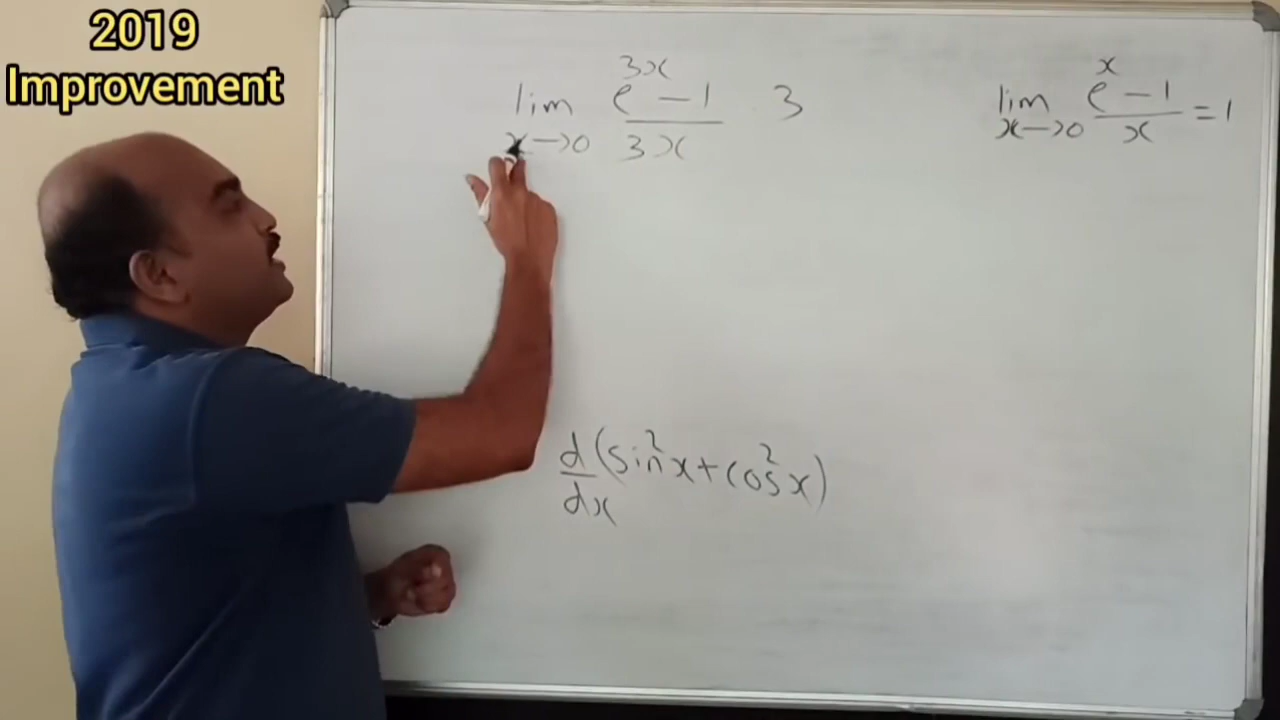 2019
Improvement
lim x→0 e^3x − 1 / 3x 3
lim x→0 e^x − 1 / x = 1
d/dx (sin²x + cos²x)